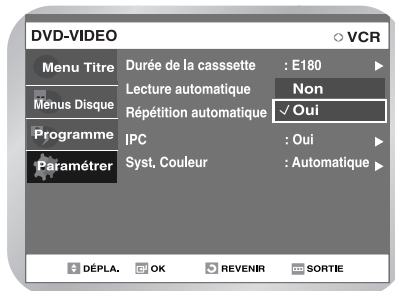 DVD-VIDEO VCR
Menu Titre Durée de la casssette : E180
Lecture automatique Non
Menus Disque Répétition automatique ✓ Oui
Programme IPC : Oui
Paramétrer Syst, Couleur : Automatique
DÉPLA. OK REVENIR SORTIE